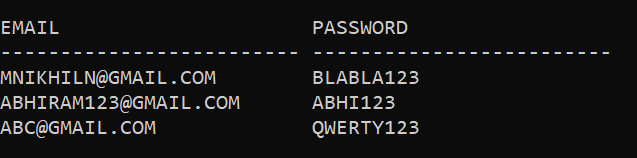 EMAIL PASSWORD
------------------------- -------------------------
MNIKHILN@GMAIL.COM BLABLA123
ABHIRAM123@GMAIL.COM ABHI123
ABC@GMAIL.COM QWERTY123